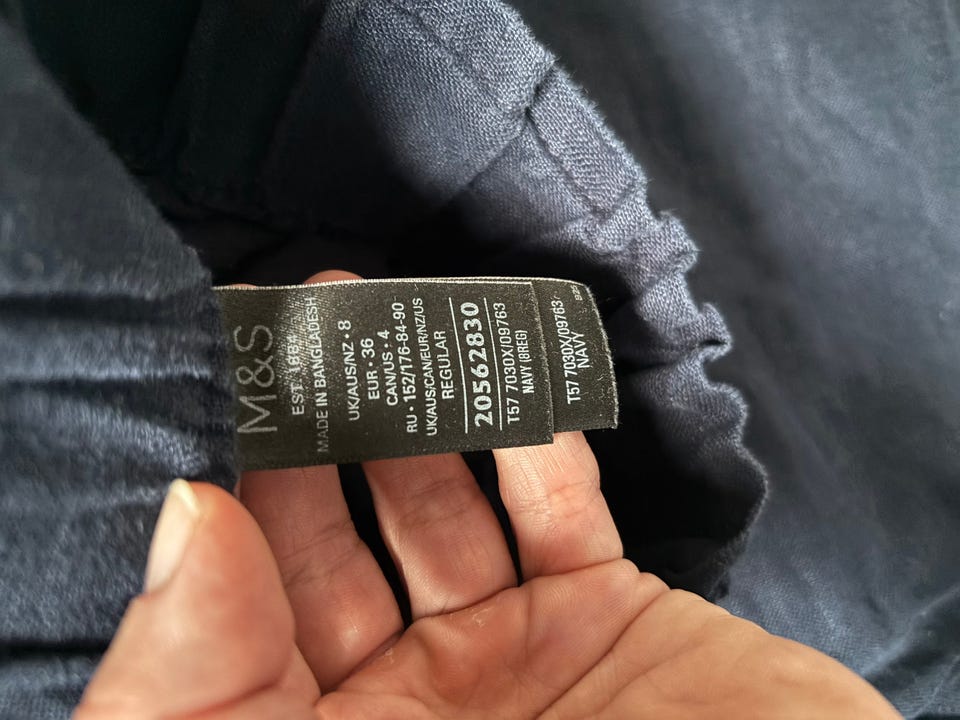 M&S
EST. 1884
MADE IN BANGLADESH
UK/AUS/NZ • 8
EUR • 36
CAN/US • 4
RU • 152/176-84-90
UK/AUS/CAN/EUR/NZ/US
REGULAR
20562830
T57 7030X/09763
NAVY (8REG)
T57 7030X/09763
NAVY